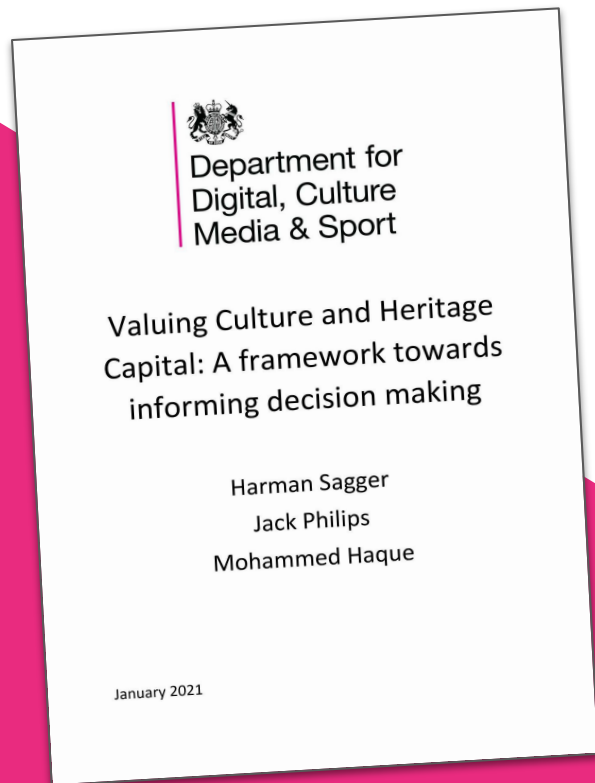 Department for
Digital, Culture
Media & Sport
Valuing Culture and Heritage
Capital: A framework towards
informing decision making
Harman Sagger
Jack Philips
Mohammed Haque
January 2021